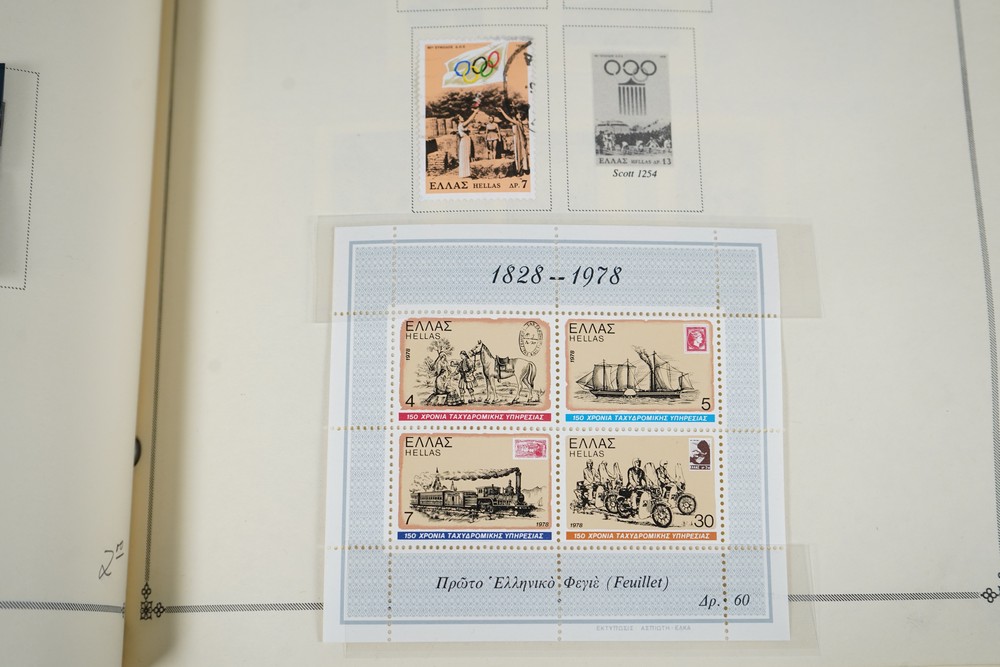 ΕΛΛΑΣ HELLAS ΔΡ. 7
ΕΛΛΑΣ HELLAS ΔΡ. 13
Scott 1254
1828 -- 1978
ΕΛΛΑΣ
HELLAS
1978
4
150 ΧΡΟΝΙΑ ΤΑΧΥΔΡΟΜΙΚΗΣ ΥΠΗΡΕΣΙΑΣ
ΕΛΛΑΣ
HELLAS
1978
5
150 ΧΡΟΝΙΑ ΤΑΧΥΔΡΟΜΙΚΗΣ ΥΠΗΡΕΣΙΑΣ
ΕΛΛΑΣ
HELLAS
7
1978
150 ΧΡΟΝΙΑ ΤΑΧΥΔΡΟΜΙΚΗΣ ΥΠΗΡΕΣΙΑΣ
ΕΛΛΑΣ
HELLAS
1978
30
150 ΧΡΟΝΙΑ ΤΑΧΥΔΡΟΜΙΚΗΣ ΥΠΗΡΕΣΙΑΣ
Πρῶτο Ἑλληνικὸ Φεγιὲ (Feuillet)
Δρ. 60